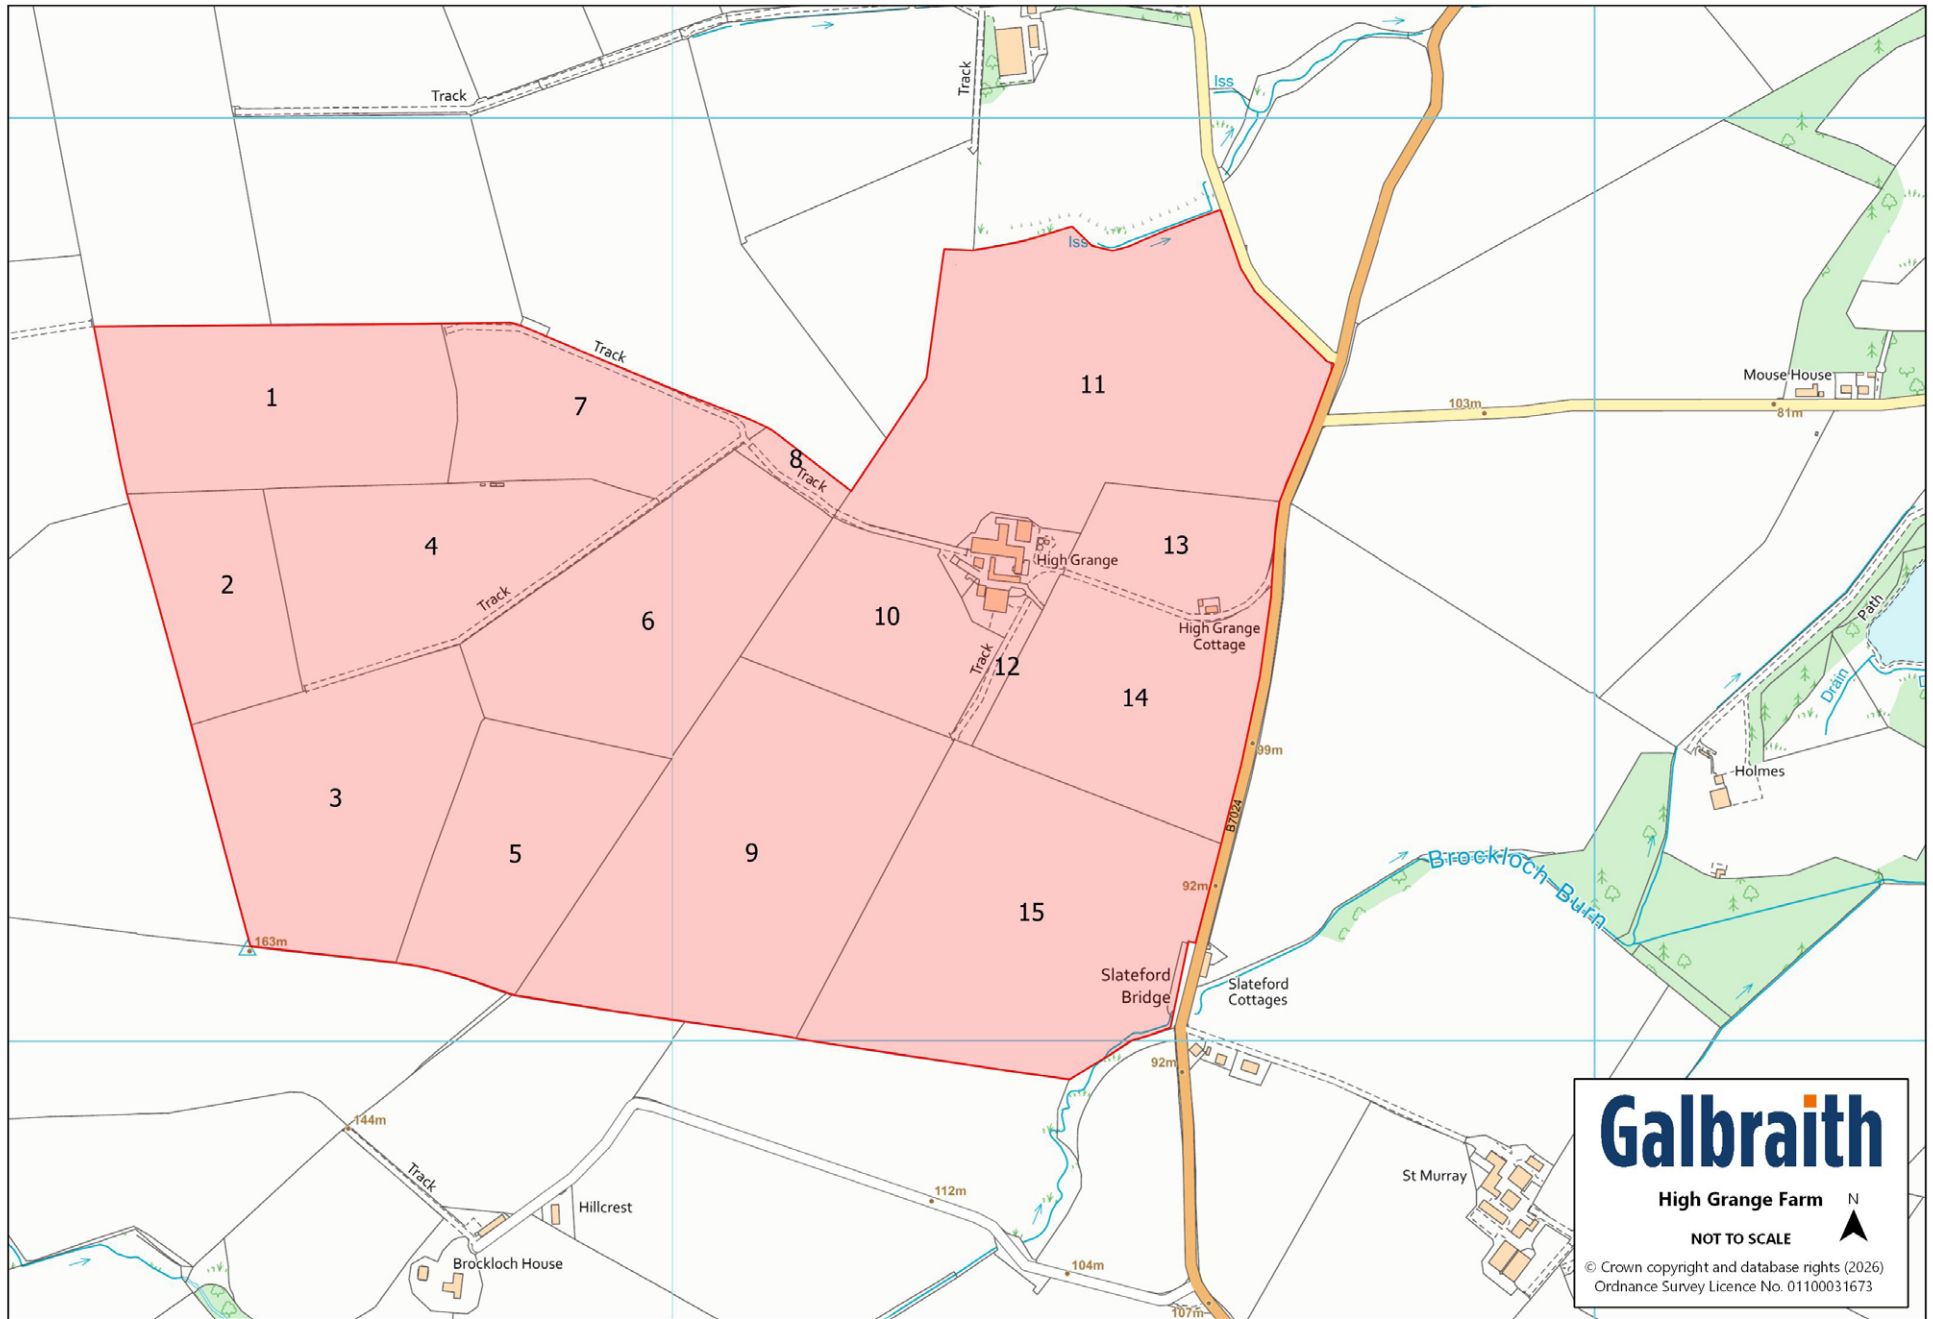 Track
Track
Iss
Iss
Track
Mouse House
103m
81m
1
7
11
8
Track
13
4
High Grange
2
Track
6
10
High Grange
Cottage
Path
Track
12
14
Drain
99m
Holmes
3
B7024
5
9
Brockloch Burn
92m
15
163m
Slateford
Bridge
Slateford
Cottages
92m
144m
Track
112m
St Murray
Hillcrest
Brockloch House
104m
107m
Galbraith
High Grange Farm
N
NOT TO SCALE
© Crown copyright and database rights (2026)
Ordnance Survey Licence No. 01100031673